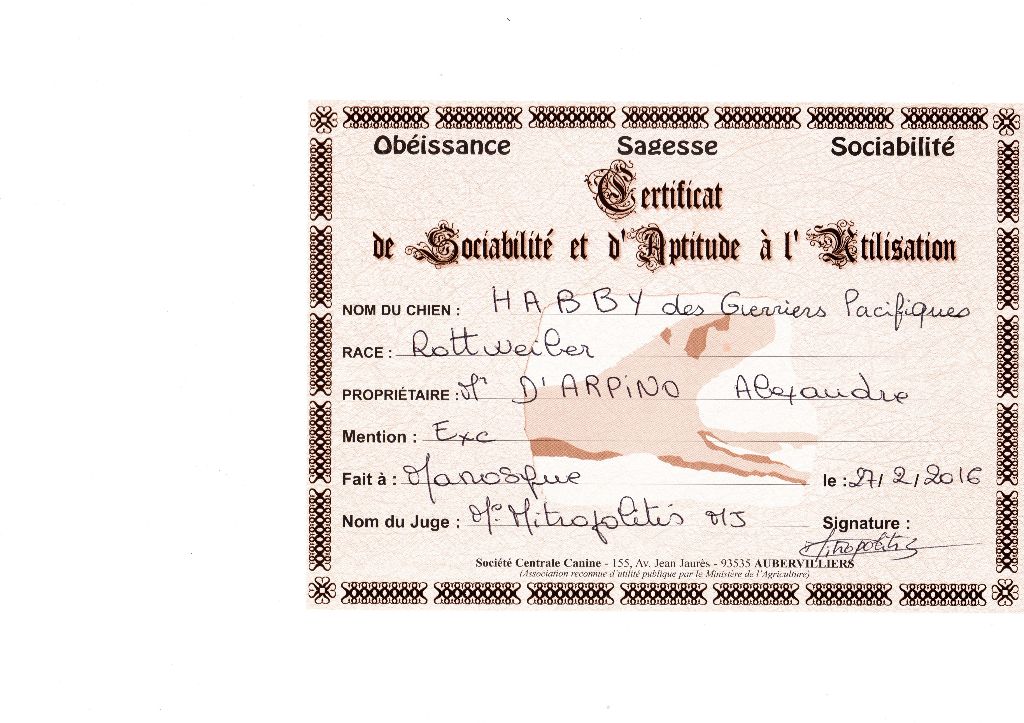 Obéissance Sagesse Sociabilité
Certificat
de Sociabilité et d'Aptitude à l'Utilisation
NOM DU CHIEN : HABBY des Guerriers Pacifiques
RACE : Rottweiler
PROPRIÉTAIRE : Mr D'ARPINO Alexandre
Mention : Exc
Fait à : Manosque le : 27/2/2016
Nom du Juge : Mr Mitropolitis MJ Signature :
Mitropolitis
Société Centrale Canine - 155, Av. Jean Jaurès - 93535 AUBERVILLIERS
(Association reconnue d'utilité publique par le Ministère de l'Agriculture)